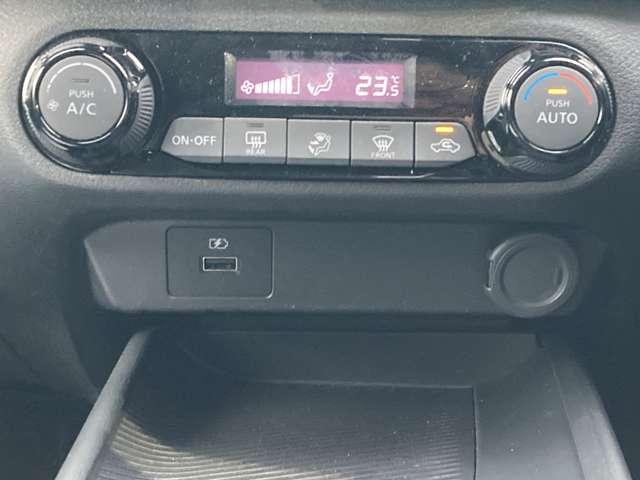 PUSH
A/C
23.5
°C
PUSH
AUTO
ON·OFF
REAR
FRONT